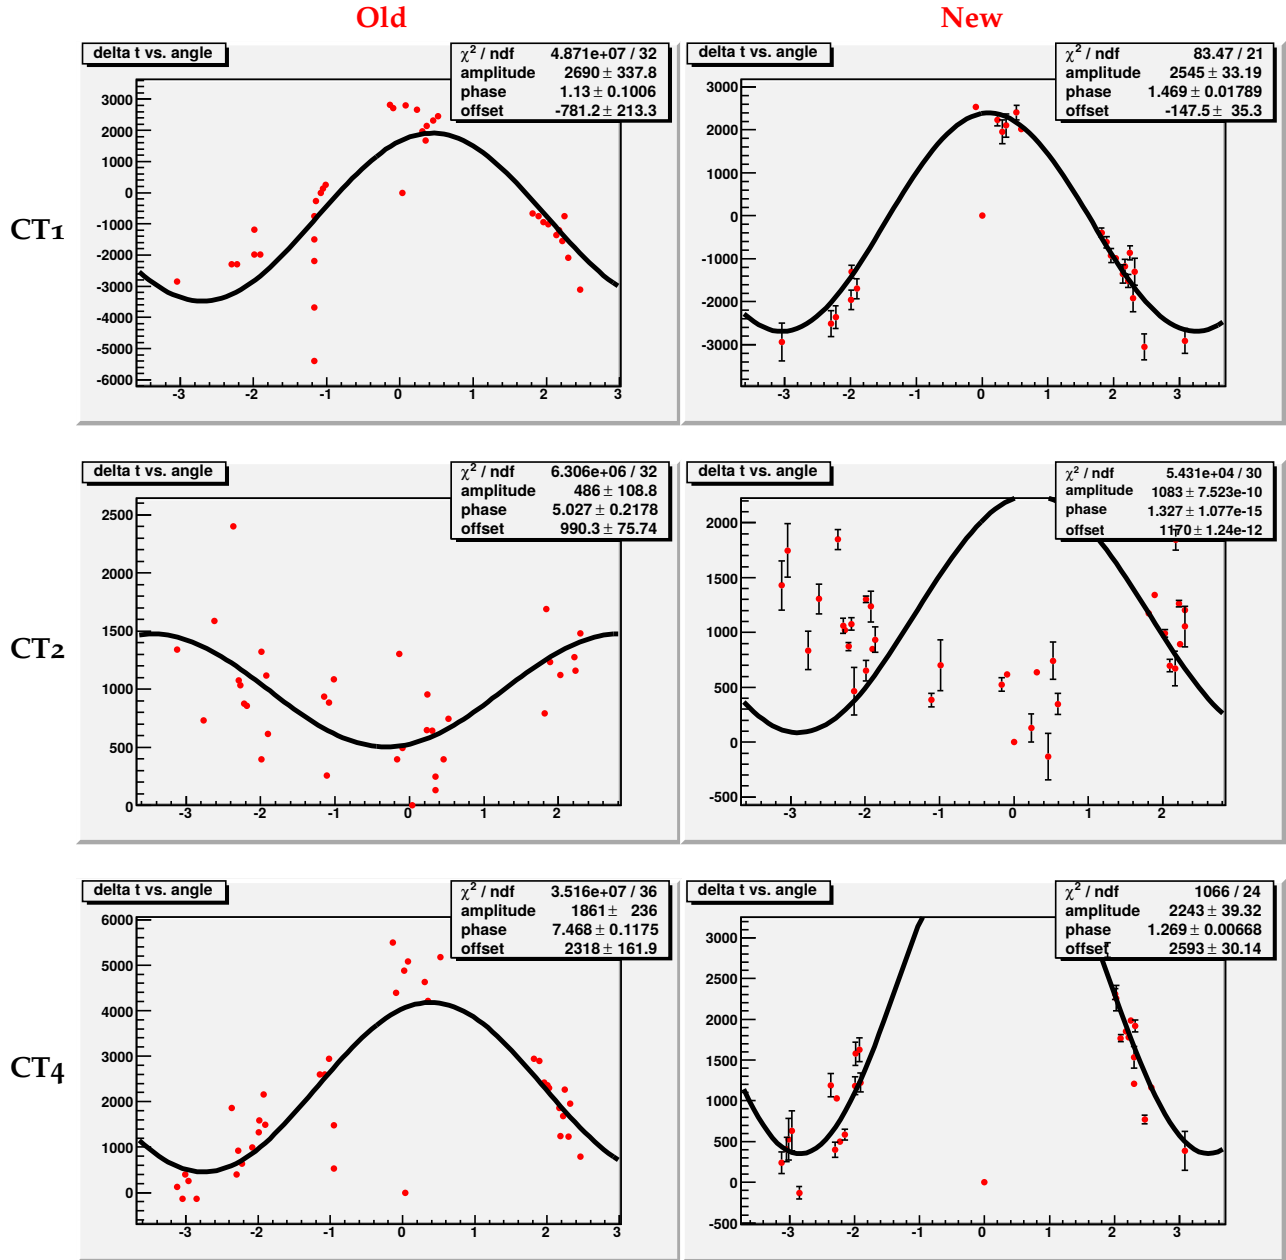 Old New
CT1
delta t vs. angle
χ² / ndf 4.871e+07 / 32
amplitude 2690 ± 337.8
phase 1.13 ± 0.1006
offset -781.2 ± 213.3
3000
2000
1000
0
-1000
-2000
-3000
-4000
-5000
-6000
-3 -2 -1 0 1 2 3
delta t vs. angle
χ² / ndf 83.47 / 21
amplitude 2545 ± 33.19
phase 1.469 ± 0.01789
offset -147.5 ± 35.3
3000
2000
1000
0
-1000
-2000
-3000
-3 -2 -1 0 1 2 3
CT2
delta t vs. angle
χ² / ndf 6.306e+06 / 32
amplitude 486 ± 108.8
phase 5.027 ± 0.2178
offset 990.3 ± 75.74
2500
2000
1500
1000
500
0
-3 -2 -1 0 1 2
delta t vs. angle
χ² / ndf 5.431e+04 / 30
amplitude 1083 ± 7.523e-10
phase 1.327 ± 1.077e-15
offset 1170 ± 1.24e-12
2000
1500
1000
500
0
-500
-3 -2 -1 0 1 2
CT4
delta t vs. angle
χ² / ndf 3.516e+07 / 36
amplitude 1861 ± 236
phase 7.468 ± 0.1175
offset 2318 ± 161.9
6000
5000
4000
3000
2000
1000
0
-3 -2 -1 0 1 2 3
delta t vs. angle
χ² / ndf 1066 / 24
amplitude 2243 ± 39.32
phase 1.269 ± 0.00668
offset 2593 ± 30.14
3000
2500
2000
1500
1000
500
0
-500
-3 -2 -1 0 1 2 3